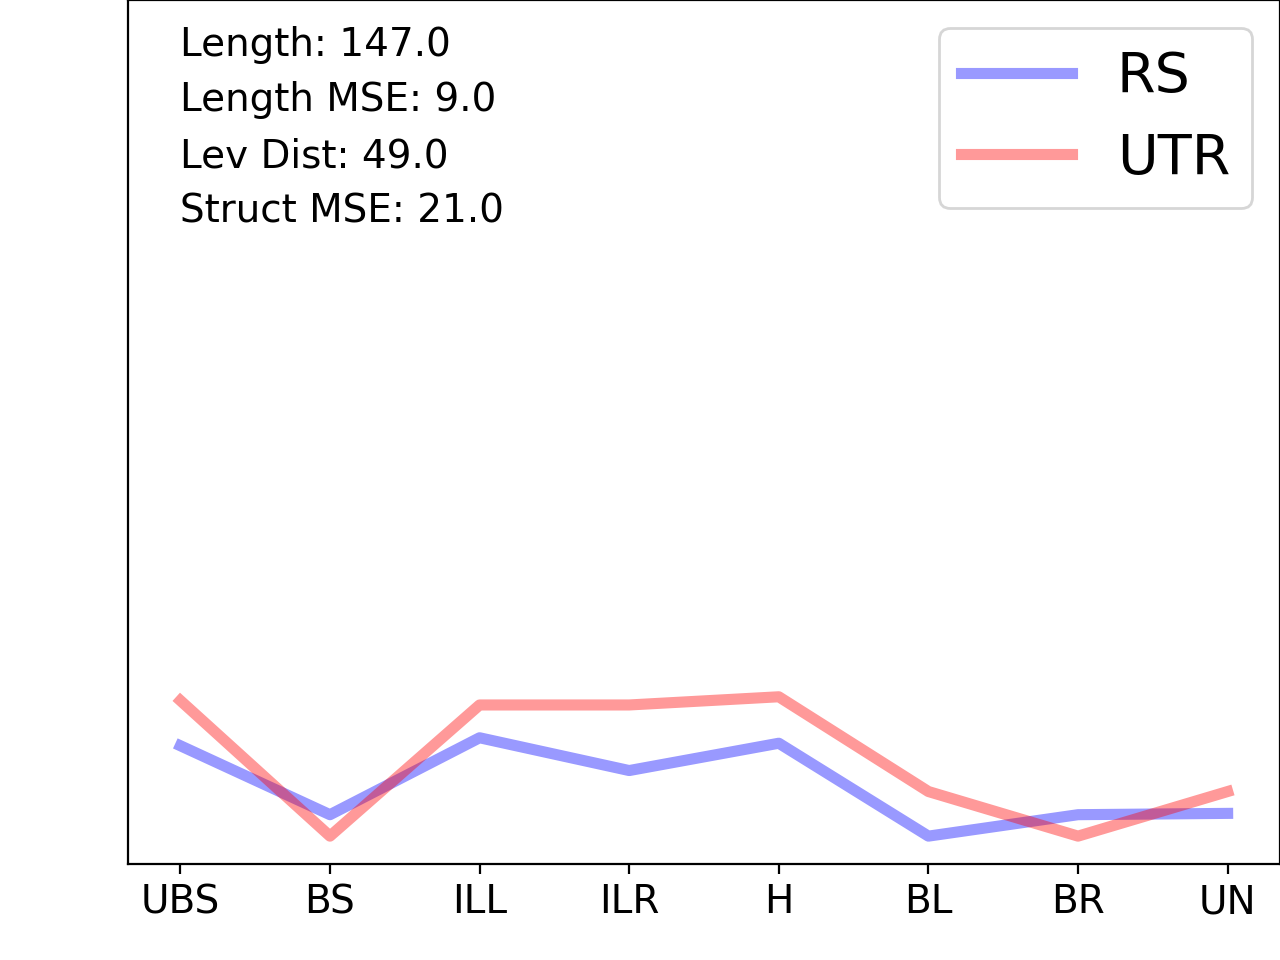 Length: 147.0
Length MSE: 9.0
Lev Dist: 49.0
Struct MSE: 21.0
RS
UTR
UBS BS ILL ILR H BL BR UN